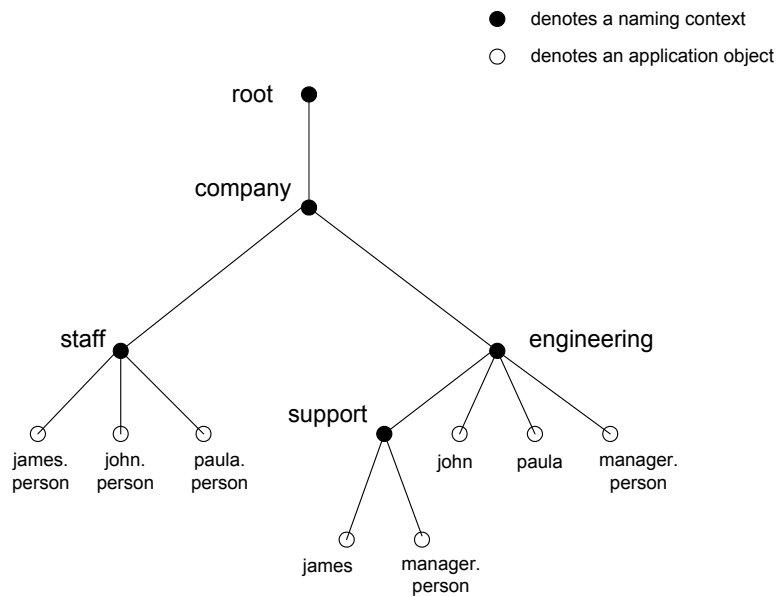 denotes a naming context
denotes an application object
root
company
staff
engineering
support
james.
person
john.
person
paula.
person
john
paula
manager.
person
james
manager.
person